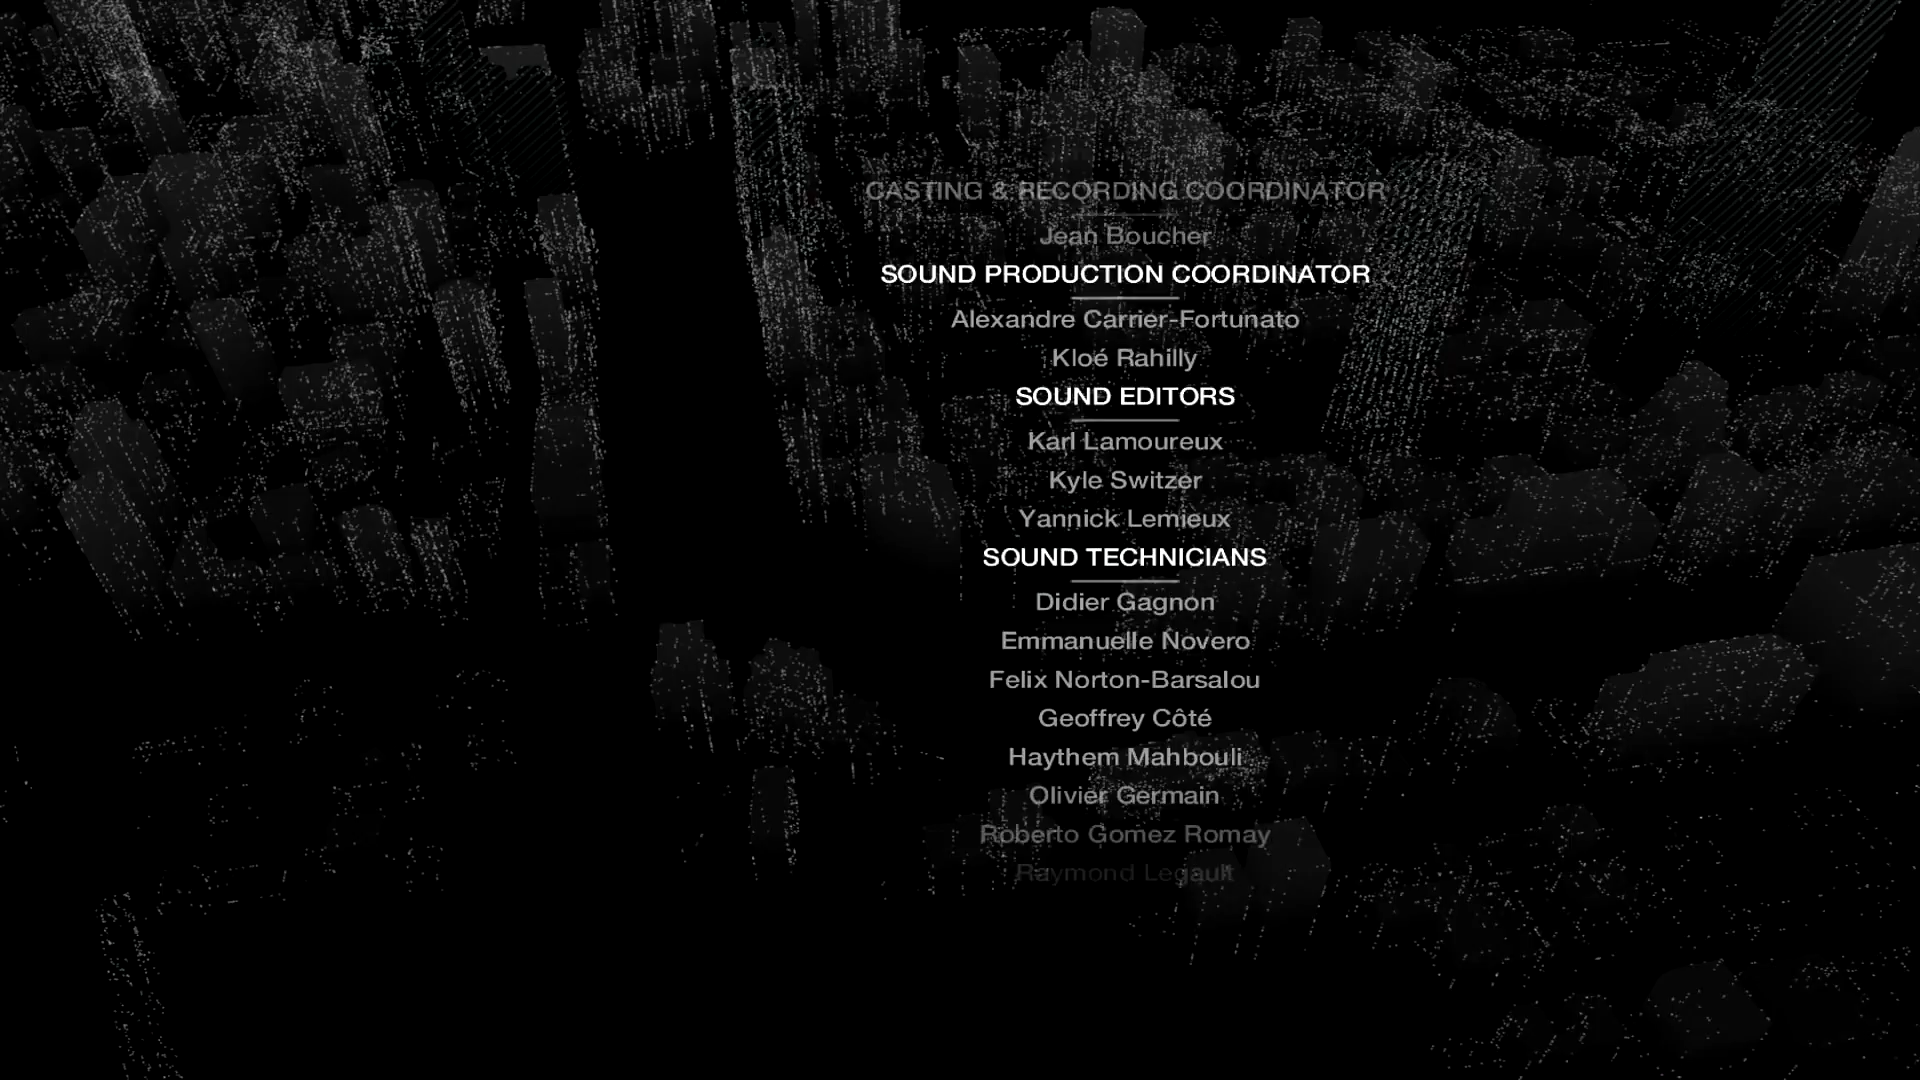 CASTING & RECORDING COORDINATOR
Jean Boucher
SOUND PRODUCTION COORDINATOR
Alexandre Carrier-Fortunato
Kloé Rahilly
SOUND EDITORS
Karl Lamoureux
Kyle Switzer
Yannick Lemieux
SOUND TECHNICIANS
Didier Gagnon
Emmanuelle Novero
Felix Norton-Barsalou
Geoffrey Côté
Haythem Mahbouli
Olivier Germain
Roberto Gomez Romay
Raymond Legault